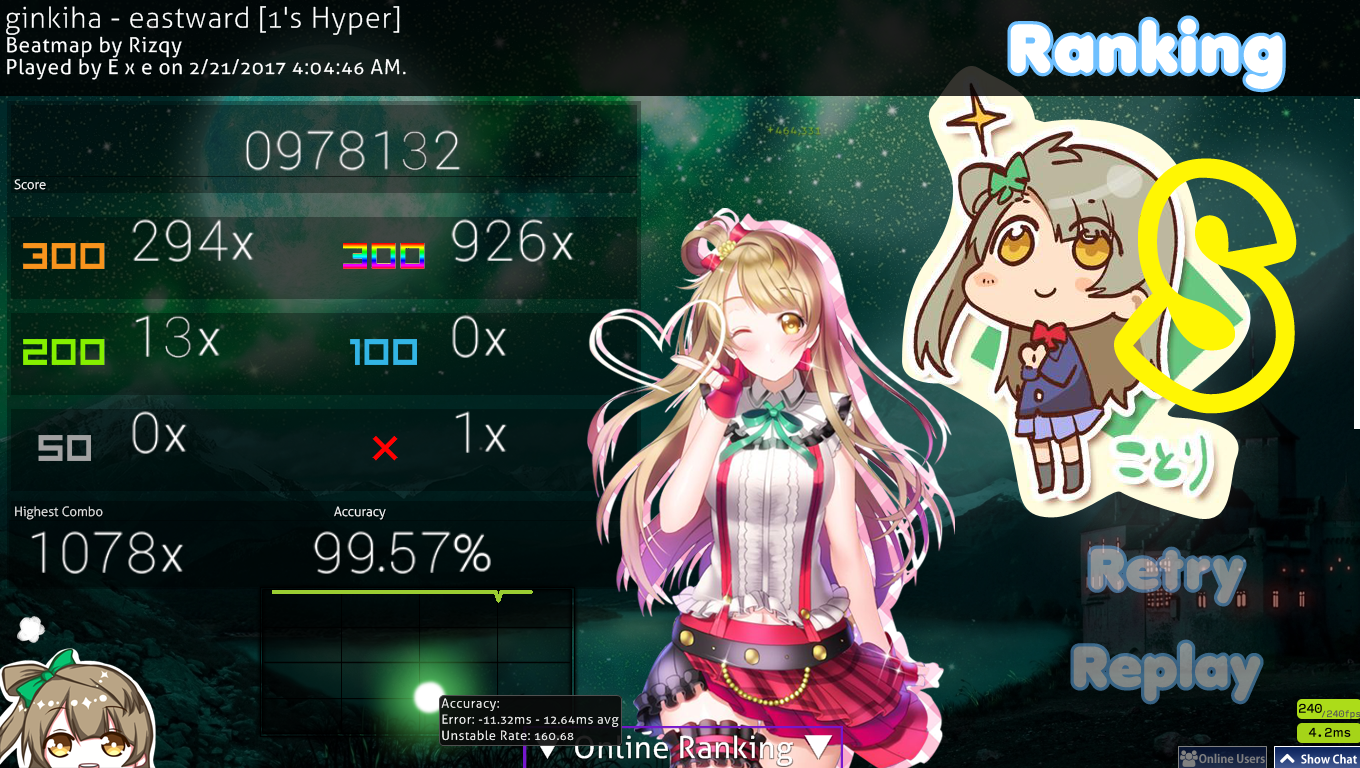 ginkiha - eastward [1's Hyper]
Beatmap by Rizqy
Played by E x e on 2/21/2017 4:04:46 AM.
Ranking
0978132
Score
300 294x 300 926x
200 13x 100 0x
50 0x 1x
Highest Combo Accuracy
1078x 99.57%
S
ことり
Retry
Replay
Accuracy:
Error: -11.32ms - 12.64ms avg
Unstable Rate: 160.68
Online Ranking
240/240fps
4.2ms
Online Users
Show Chat